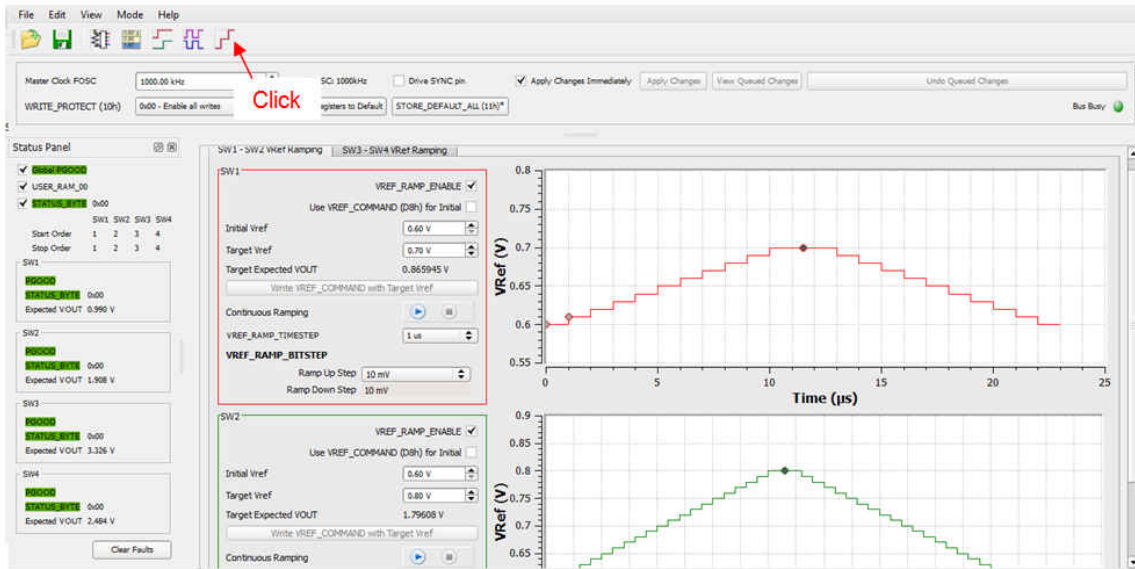 File Edit View Mode Help
Click
Master Clock FOSC 1000.00 kHz SC: 1000kHz Drive SYNC pin Apply Changes Immediately Apply Changes View Queued Changes Undo Queued Changes
WRITE_PROTECT (10h) 0x00 - Enable all writes egisters to Default STORE_DEFAULT_ALL (11h)* Bus Busy
Status Panel
Global PGOOD
USER_RAM_00
STATUS_BYTE 0x00
SW1 SW2 SW3 SW4
Start Order 1 2 3 4
Stop Order 1 2 3 4
SW1
PGOOD
STATUS_BYTE 0x00
Expected VOUT 0.990 V
SW2
PGOOD
STATUS_BYTE 0x00
Expected VOUT 1.908 V
SW3
PGOOD
STATUS_BYTE 0x00
Expected VOUT 3.326 V
SW4
PGOOD
STATUS_BYTE 0x00
Expected VOUT 2.484 V
Clear Faults
SW1 - SW2 VRef Ramping SW3 - SW4 VRef Ramping
SW1
VREF_RAMP_ENABLE
Use VREF_COMMAND (D8h) for Initial
Initial Vref 0.60 V
Target Vref 0.70 V
Target Expected VOUT 0.865945 V
Write VREF_COMMAND with Target Vref
Continuous Ramping
VREF_RAMP_TIMESTEP 1 us
VREF_RAMP_BITSTEP
Ramp Up Step 10 mV
Ramp Down Step 10 mV
SW2
VREF_RAMP_ENABLE
Use VREF_COMMAND (D8h) for Initial
Initial Vref 0.60 V
Target Vref 0.80 V
Target Expected VOUT 1.79608 V
Write VREF_COMMAND with Target Vref
Continuous Ramping
0.8
0.75
0.7
0.65
0.6
0.55
VRef (V)
0 5 10 15 20 25
Time (µs)
0.9
0.85
0.8
0.75
0.7
0.65
VRef (V)